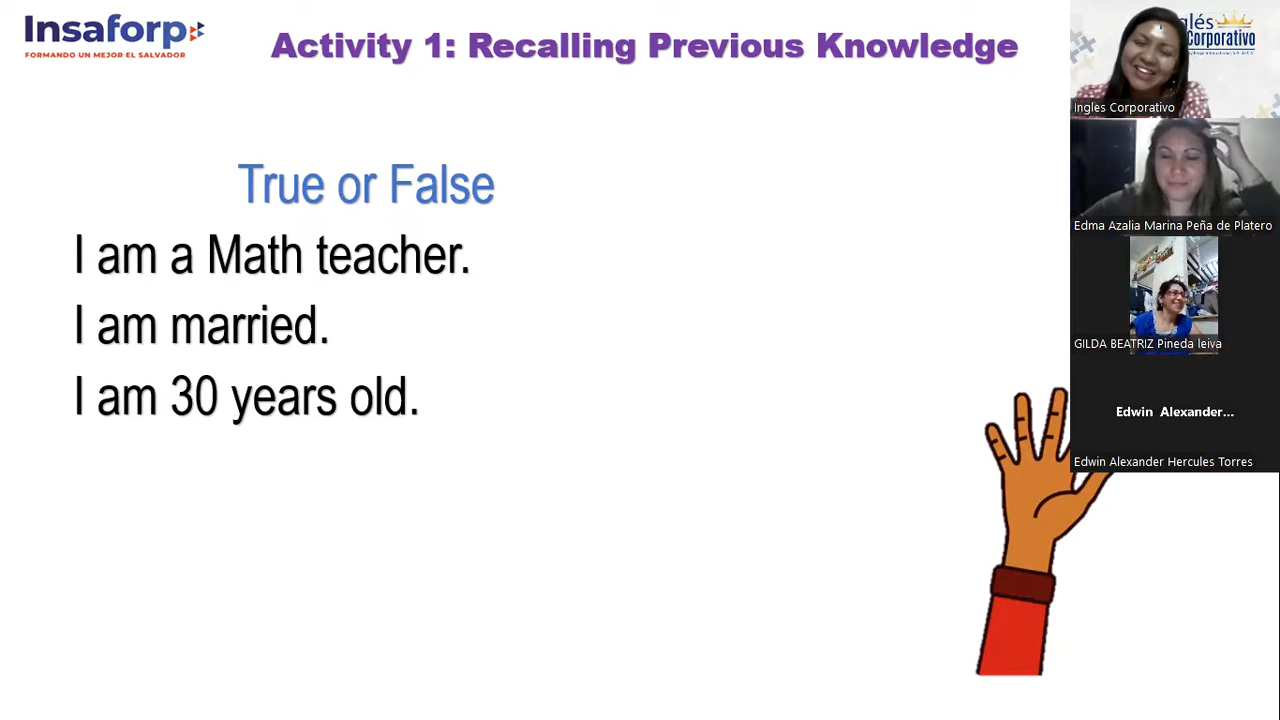 Insaforp
FORMANDO UN MEJOR EL SALVADOR
Activity 1: Recalling Previous Knowledge
True or False
I am a Math teacher.
I am married.
I am 30 years old.
glés
Corporativo
Ingles Corporativo
Edma Azalia Marina Peña de Platero
GILDA BEATRIZ Pineda leiva
Edwin Alexander...
Edwin Alexander Hercules Torres